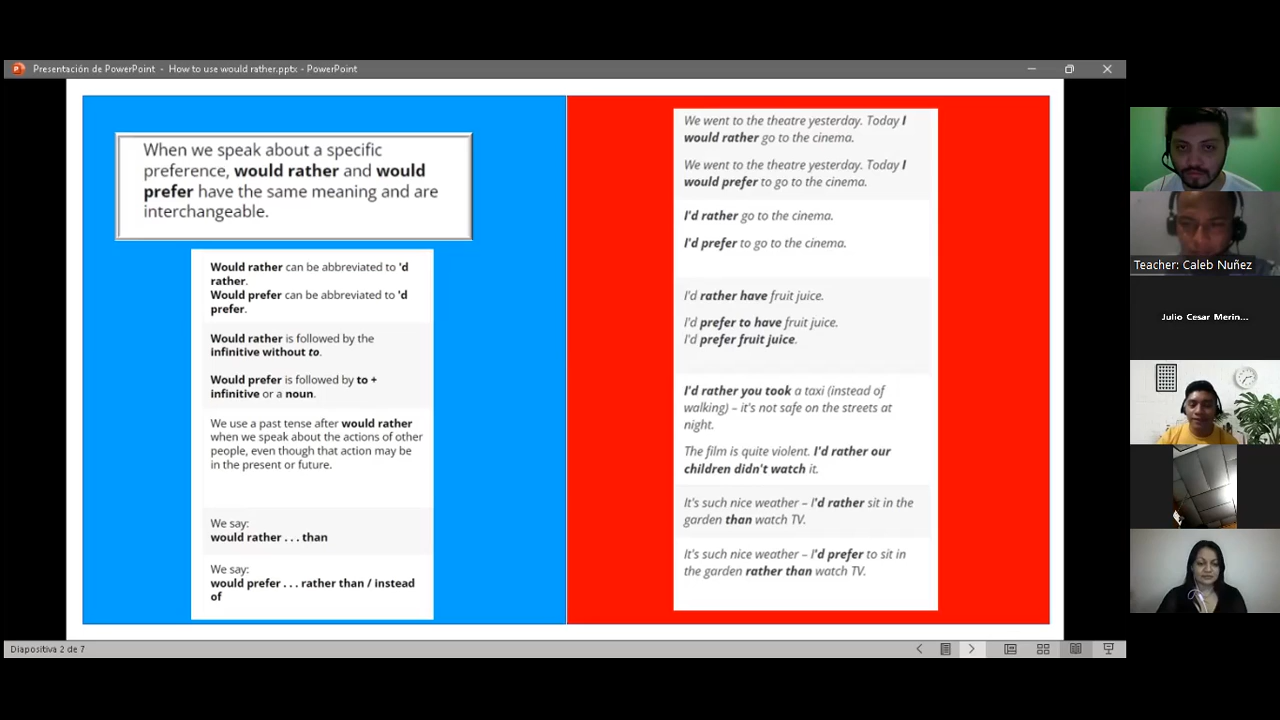 Presentación de PowerPoint - How to use would rather.pptx - PowerPoint
When we speak about a specific
preference, would rather and would
prefer have the same meaning and are
interchangeable.
Would rather can be abbreviated to 'd
rather.
Would prefer can be abbreviated to 'd
prefer.
Would rather is followed by the
infinitive without to.
Would prefer is followed by to +
infinitive or a noun.
We use a past tense after would rather
when we speak about the actions of other
people, even though that action may be
in the present or future.
We say:
would rather . . . than
We say:
would prefer . . . rather than / instead
of
We went to the theatre yesterday. Today I
would rather go to the cinema.
We went to the theatre yesterday. Today I
would prefer to go to the cinema.
I'd rather go to the cinema.
I'd prefer to go to the cinema.
I'd rather have fruit juice.
I'd prefer to have fruit juice.
I'd prefer fruit juice.
I'd rather you took a taxi (instead of
walking) – it's not safe on the streets at
night.
The film is quite violent. I'd rather our
children didn't watch it.
It's such nice weather – I'd rather sit in the
garden than watch TV.
It's such nice weather – I'd prefer to sit in
the garden rather than watch TV.
Diapositiva 2 de 7
Teacher: Caleb Nuñez
Julio Cesar Merin...